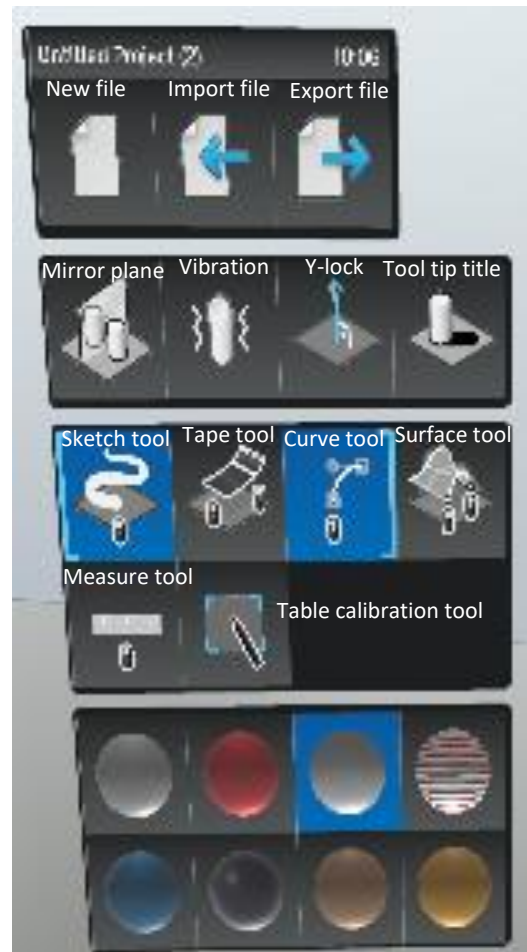 Untitled Project (2) 10:06
New file Import file Export file
Mirror plane Vibration Y-lock Tool tip title
Sketch tool Tape tool Curve tool Surface tool
Measure tool
Table calibration tool